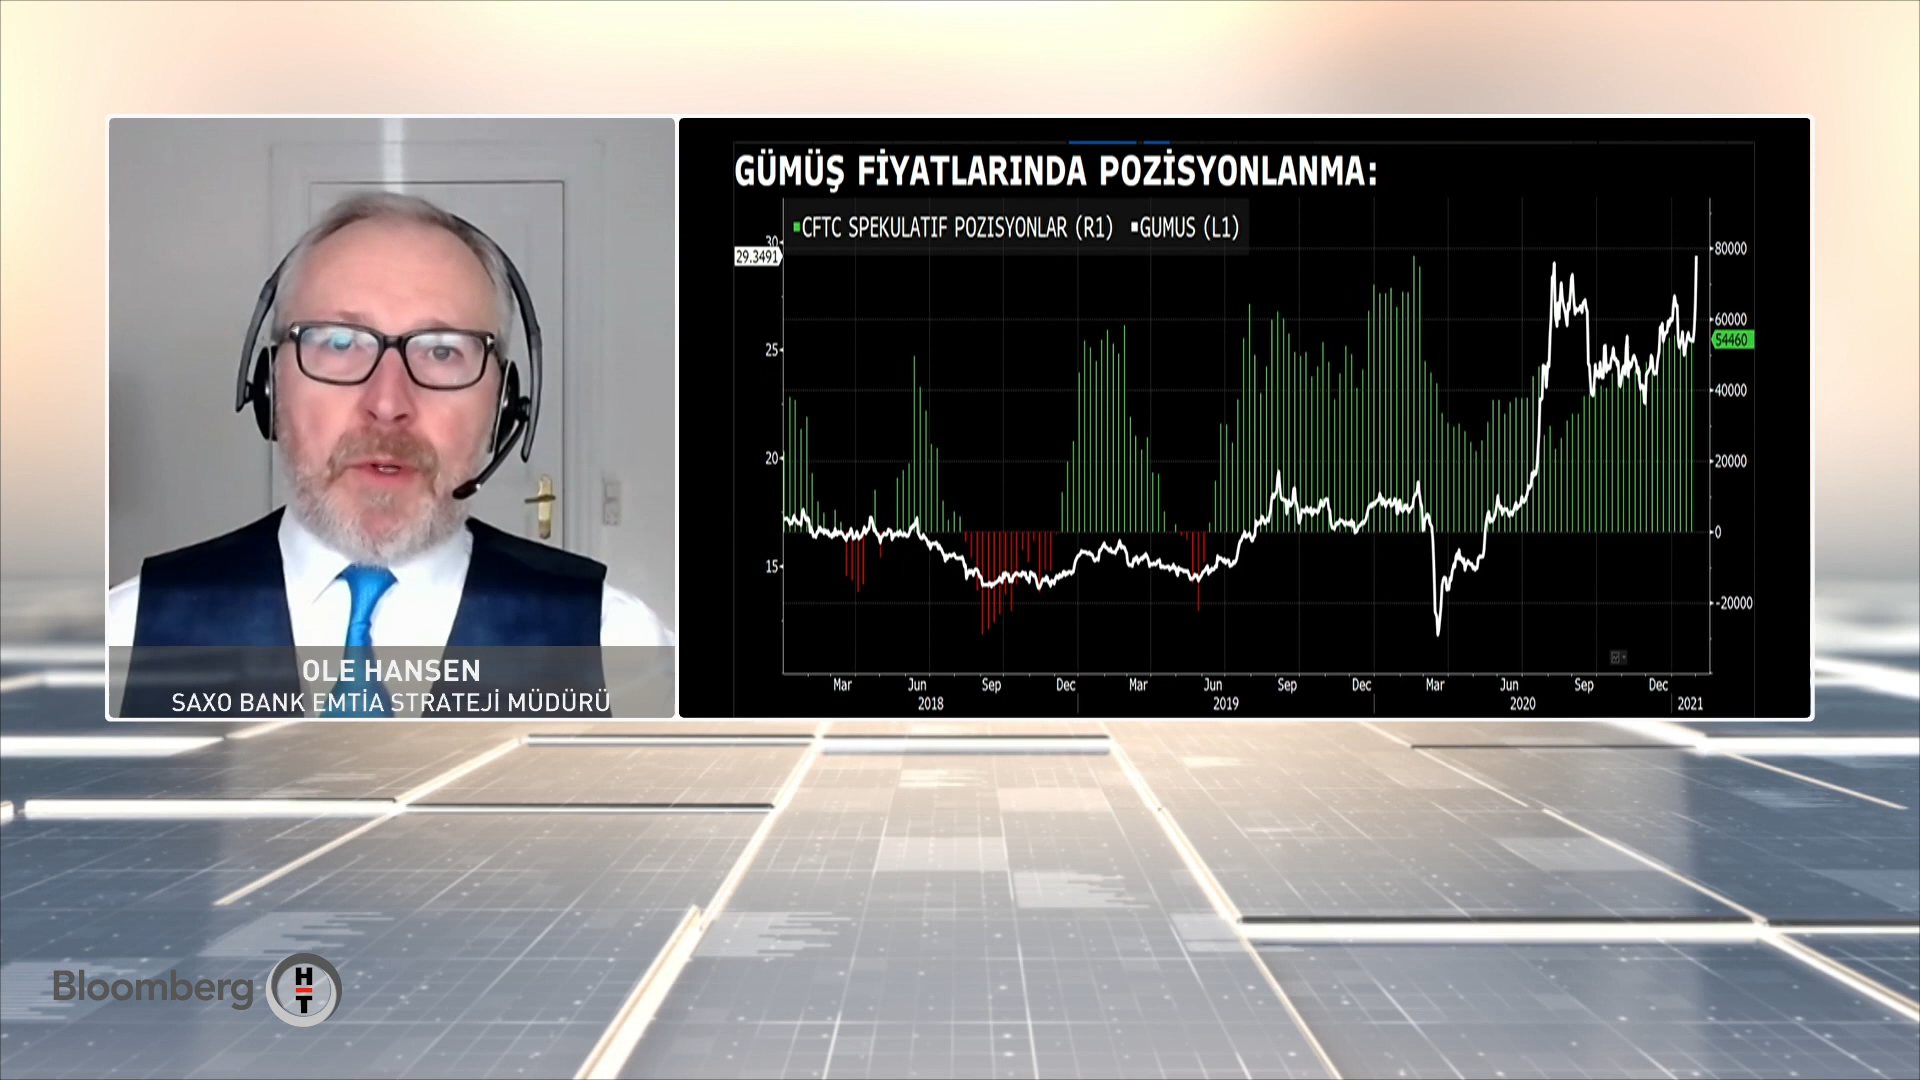 GÜMÜŞ FİYATLARINDA POZİSYONLANMA:
CFTC SPEKULATIF POZISYONLAR (R1) GUMUS (L1)
30
29.3491
25
20
15
80000
60000
54460
40000
20000
0
-20000
Mar Jun Sep Dec Mar Jun Sep Dec Mar Jun Sep Dec
2018 2019 2020 2021
OLE HANSEN
SAXO BANK EMTİA STRATEJİ MÜDÜRÜ
Bloomberg HT